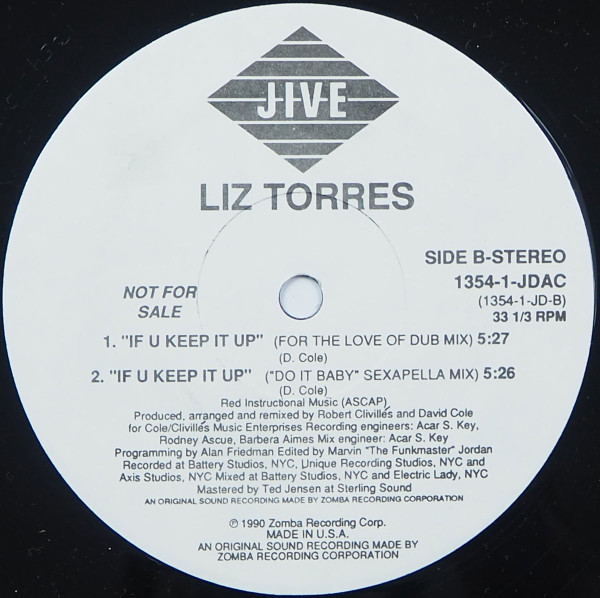 JIVE
LIZ TORRES
SIDE B-STEREO
1354-1-JDAC
(1354-1-JD-B)
33 1/3 RPM
NOT FOR
SALE
1. "IF U KEEP IT UP" (FOR THE LOVE OF DUB MIX) 5:27
(D. Cole)
2. "IF U KEEP IT UP" ("DO IT BABY" SEXAPELLA MIX) 5:26
(D. Cole)
Red Instructional Music (ASCAP)
Produced, arranged and remixed by Robert Clivilles and David Cole
for Cole/Clivilles Music Enterprises Recording engineers: Acar S. Key,
Rodney Ascue, Barbera Aimes Mix engineer: Acar S. Key
Programming by Alan Friedman Edited by Marvin "The Funkmaster" Jordan
Recorded at Battery Studios, NYC, Unique Recording Studios, NYC and
Axis Studios, NYC Mixed at Battery Studios, NYC and Electric Lady, NYC
Mastered by Ted Jensen at Sterling Sound
AN ORIGINAL SOUND RECORDING MADE BY ZOMBA RECORDING CORPORATION
℗ 1990 Zomba Recording Corp.
MADE IN U.S.A.
AN ORIGINAL SOUND RECORDING MADE BY
ZOMBA RECORDING CORPORATION